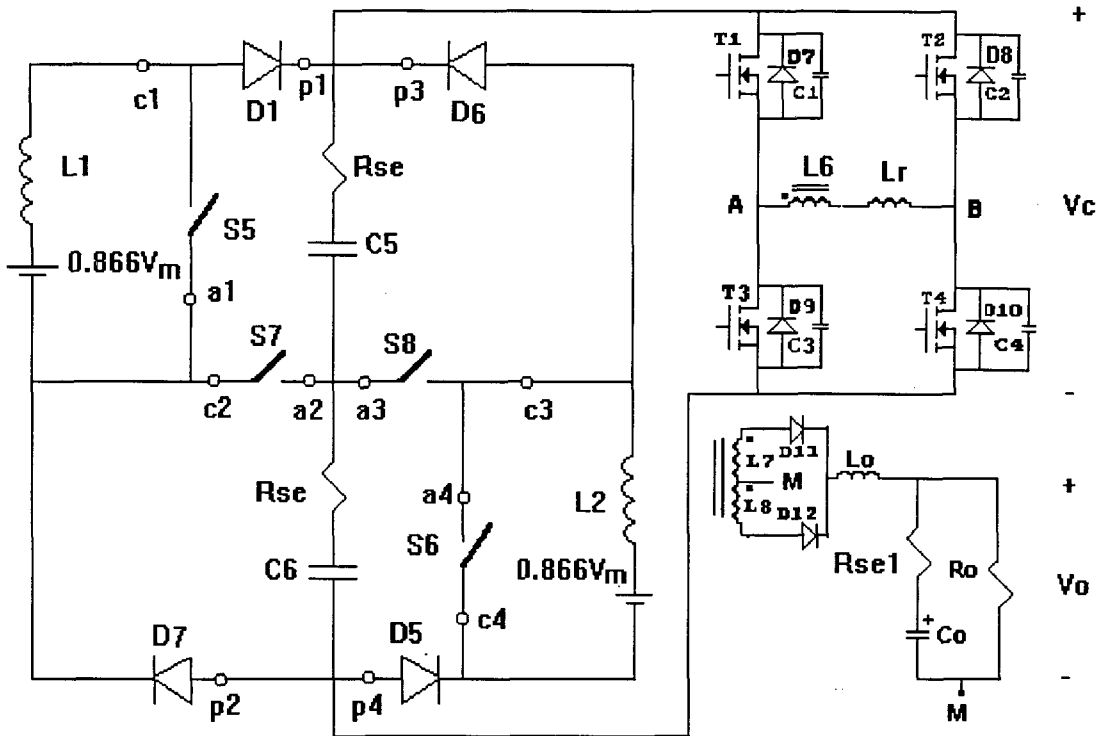 +
T1
D7
C1
T2
D8
C2
c1
D1
p1
p3
D6
L1
Rse
L6
Lr
A
B
Vc
S5
C5
0.866Vm
a1
T3
D9
C3
T4
D10
C4
S7
S8
c2
a2
a3
c3
-
L7
D11
M
L8
D12
Lo
+
Rse
a4
L2
S6
C6
0.866Vm
Rse1
Ro
Vo
c4
+
Co
D7
D5
p2
p4
-
M